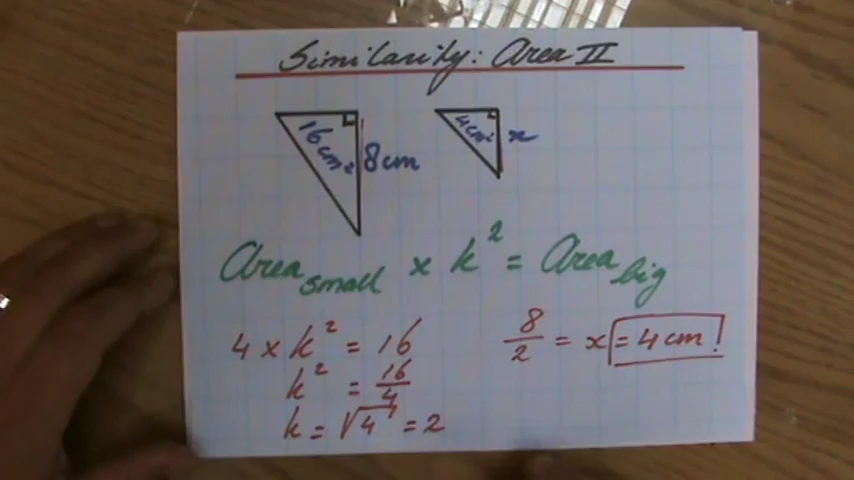 Similarity: Area II
16cm² 8cm 4cm² x
Area small x k² = Area big
4 x k² = 16
k² = 16/4
k = √4 = 2
8/2 = x = 4cm!